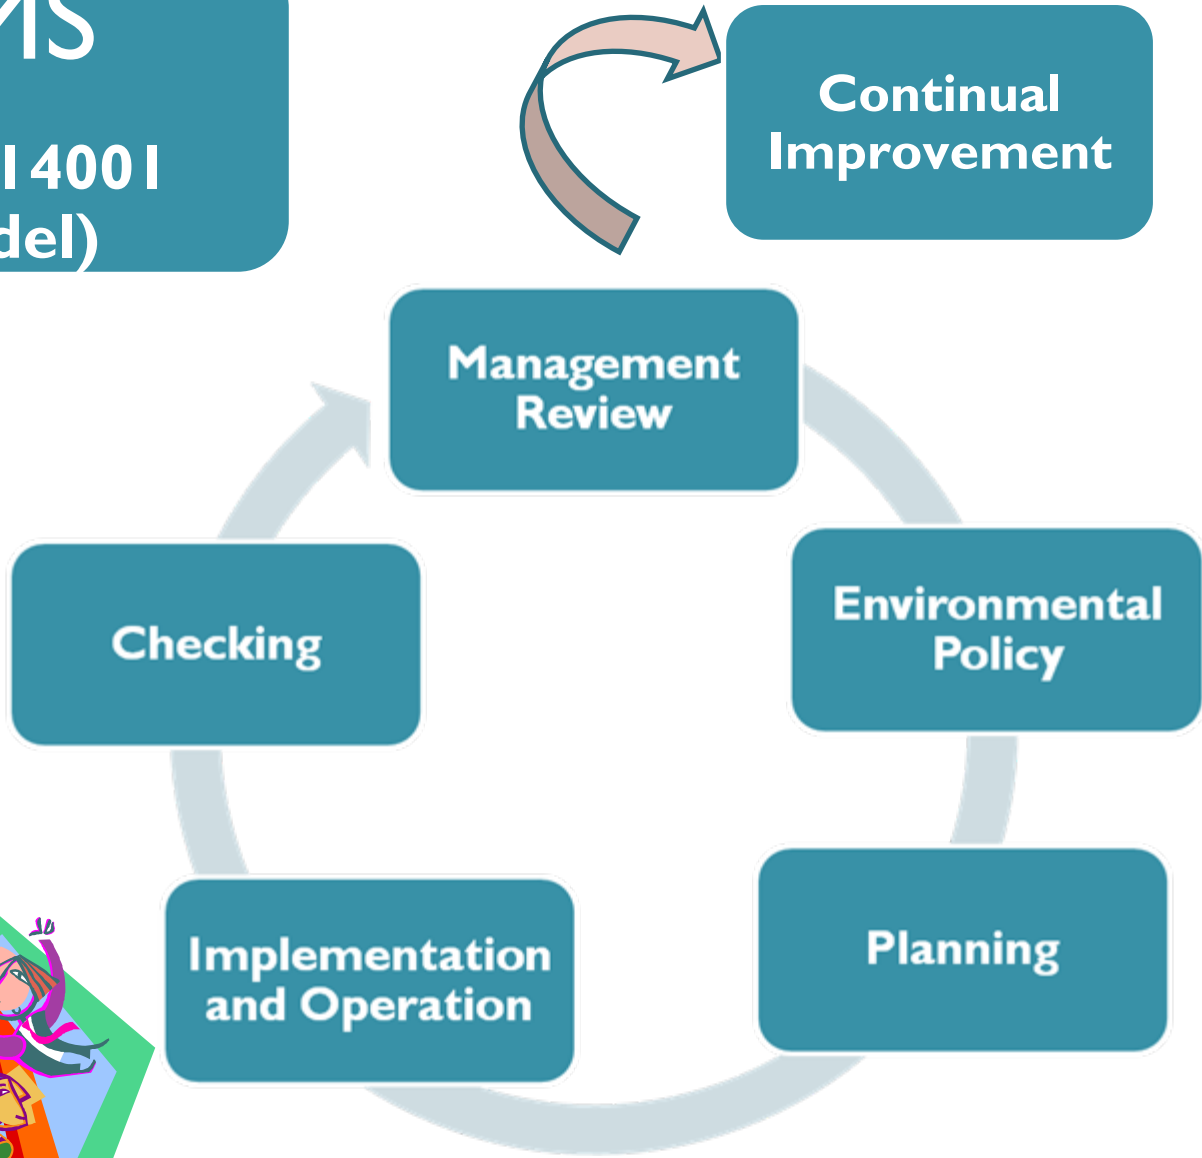 14001
Continual
Improvement
Management
Review
Environmental
Policy
Planning
Implementation
and Operation
Checking